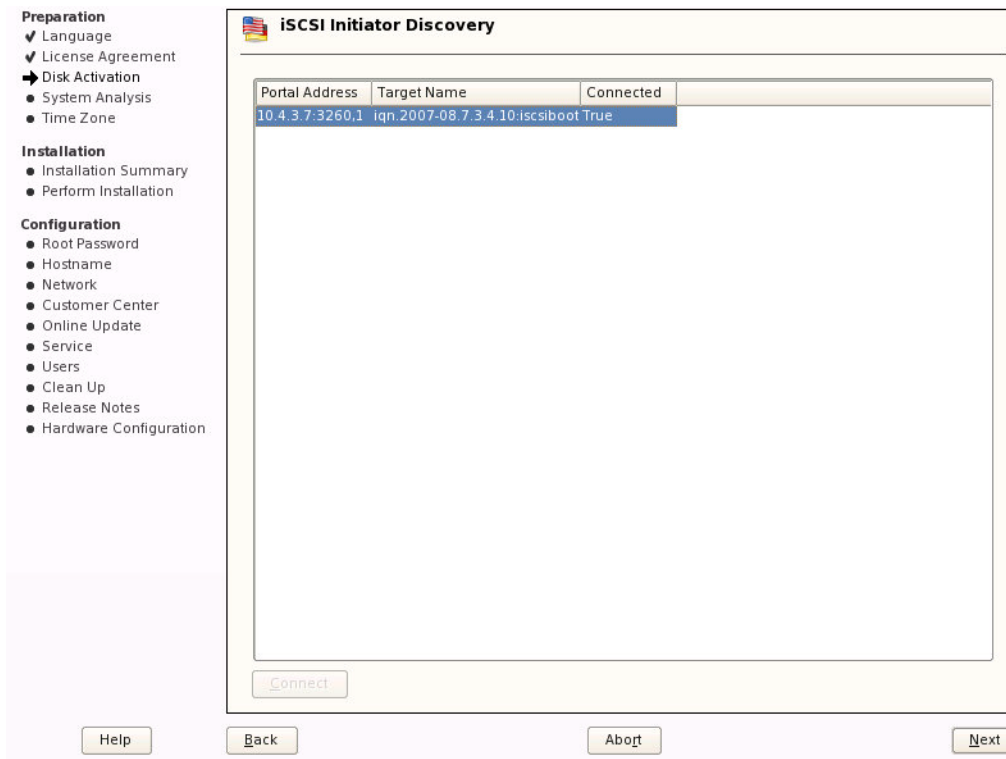 Preparation
Language
License Agreement
Disk Activation
System Analysis
Time Zone
Installation
Installation Summary
Perform Installation
Configuration
Root Password
Hostname
Network
Customer Center
Online Update
Service
Users
Clean Up
Release Notes
Hardware Configuration
iSCSI Initiator Discovery
Portal Address Target Name Connected
10.4.3.7:3260,1 iqn.2007-08.7.3.4.10:iscsiboot True
Connect
Help Back Abort Next